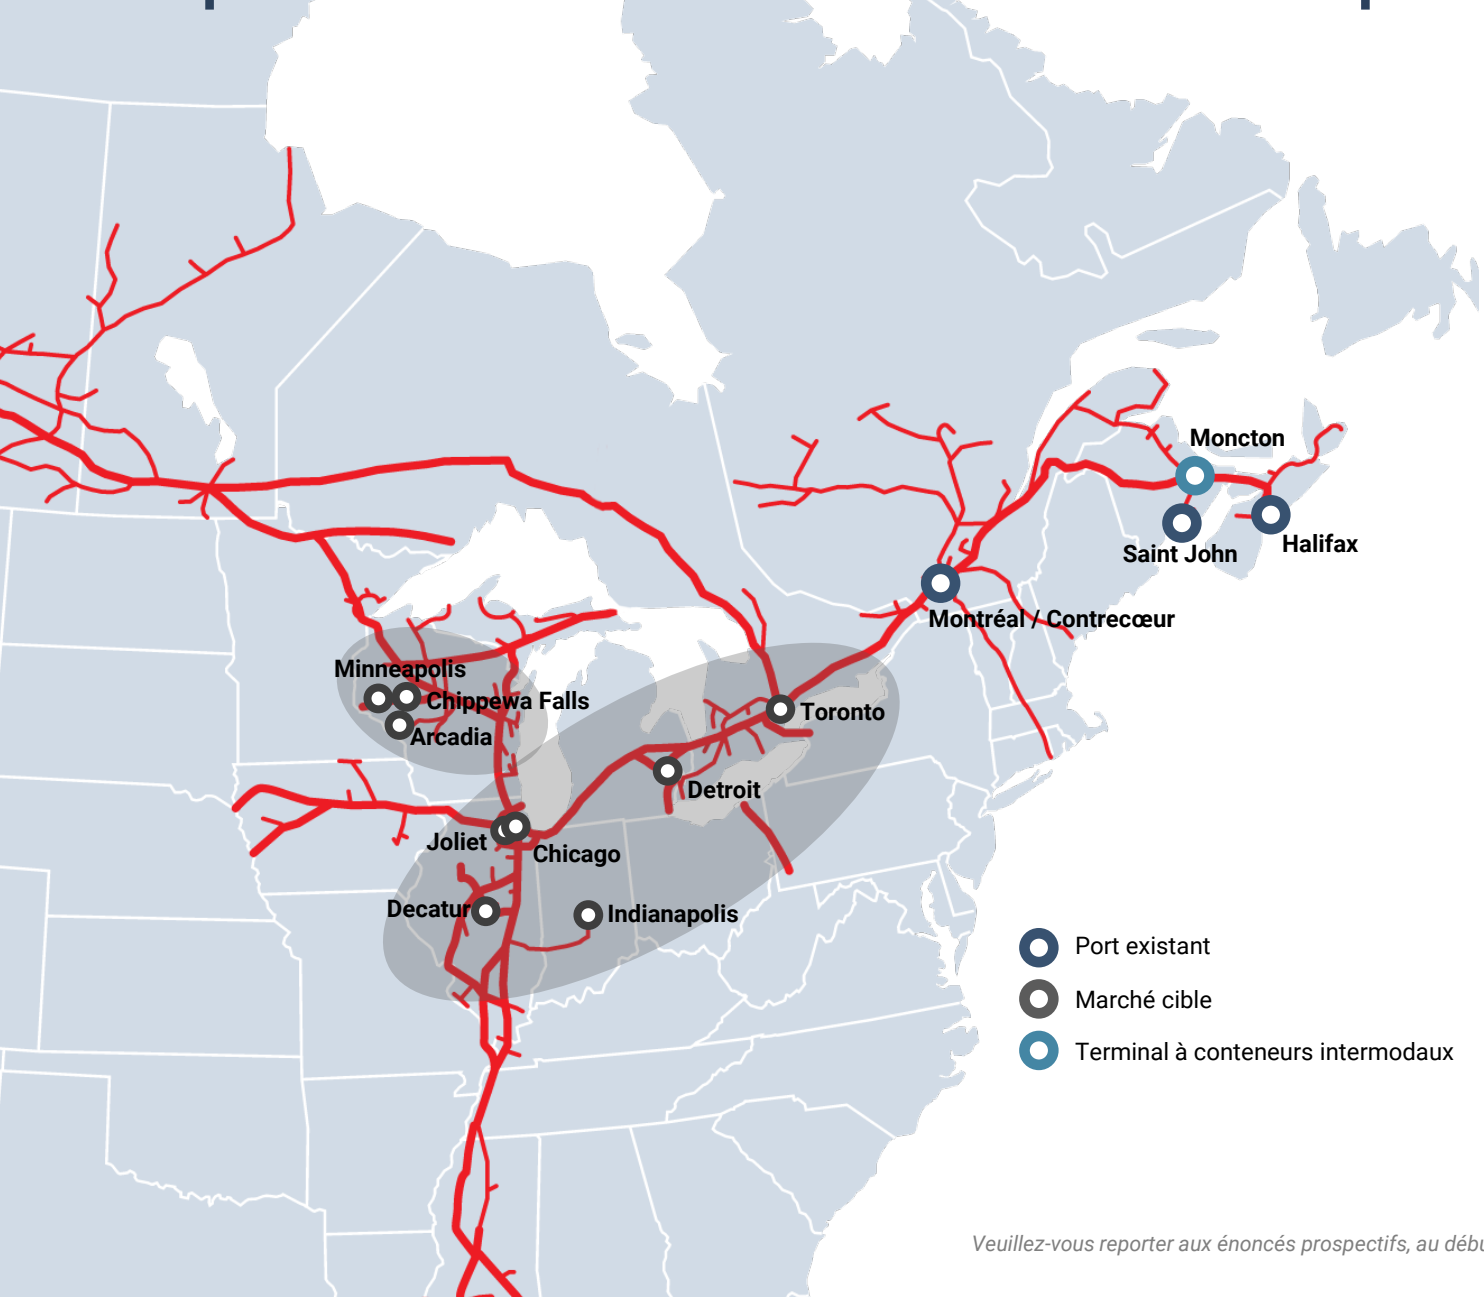 Moncton
Saint John
Halifax
Montréal / Contrecœur
Minneapolis
Chippewa Falls
Arcadia
Toronto
Detroit
Joliet
Chicago
Decatur
Indianapolis
Port existant
Marché cible
Terminal à conteneurs intermodaux
Veuillez-vous reporter aux énoncés prospectifs, au